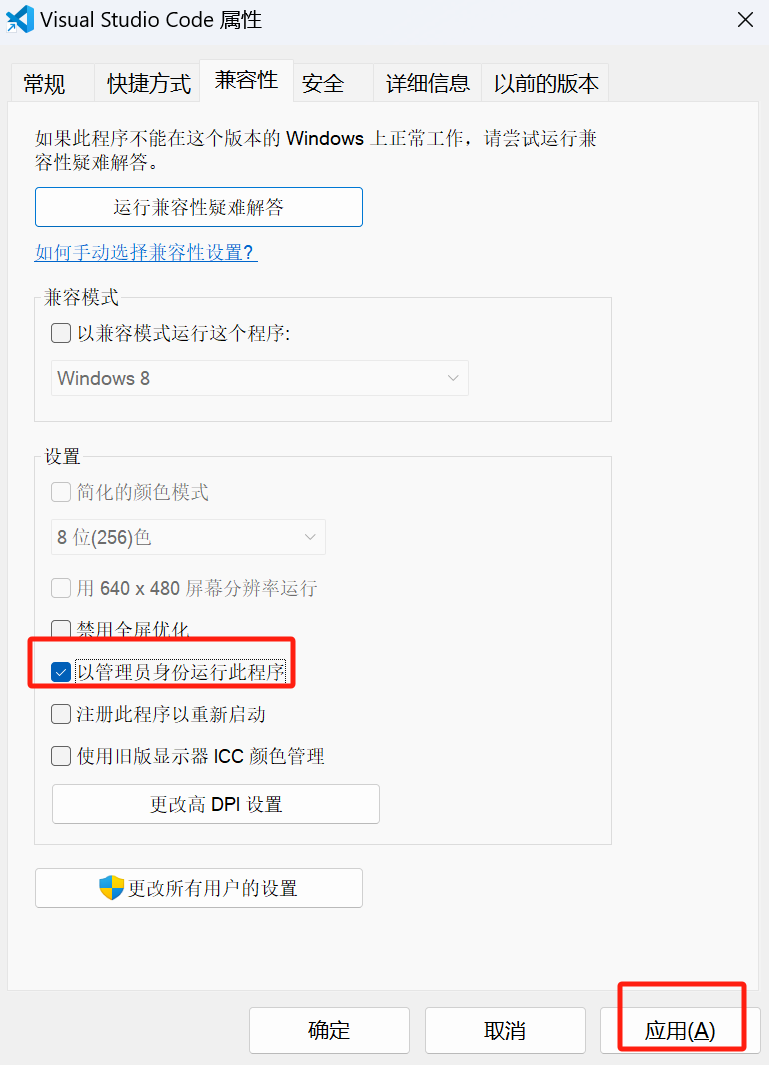 Visual Studio Code 属性
常规 快捷方式 兼容性 安全 详细信息 以前的版本
如果此程序不能在这个版本的 Windows 上正常工作，请尝试运行兼
容性疑难解答。
运行兼容性疑难解答
如何手动选择兼容性设置?
兼容模式
以兼容模式运行这个程序:
Windows 8
设置
简化的颜色模式
8 位(256)色
用 640 x 480 屏幕分辨率运行
禁用全屏优化
以管理员身份运行此程序
注册此程序以重新启动
使用旧版显示器 ICC 颜色管理
更改高 DPI 设置
更改所有用户的设置
确定 取消 应用(A)